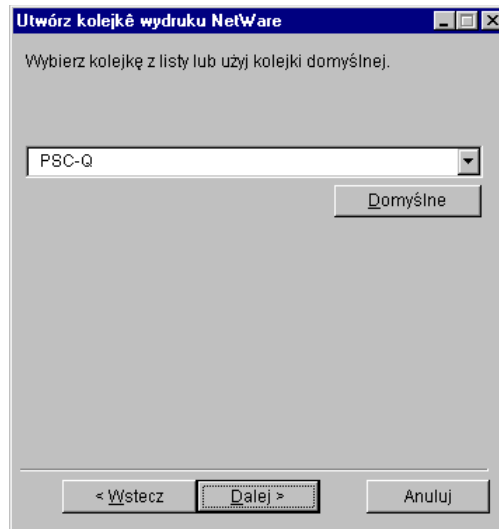 Utwórz kolejkê wydruku NetWare
Wybierz kolejkę z listy lub użyj kolejki domyślnej.
PSC-Q
Domyślne
< Wstecz
Dalej >
Anuluj